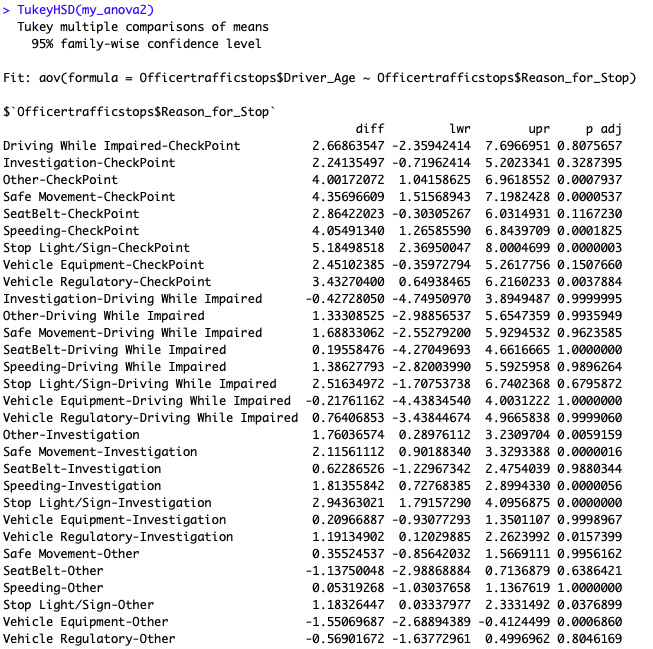 > TukeyHSD(my_anova2)
  Tukey multiple comparisons of means
    95% family-wise confidence level

Fit: aov(formula = Officertrafficstops$Driver_Age ~ Officertrafficstops$Reason_for_Stop)

$`Officertrafficstops$Reason_for_Stop`
                                            diff         lwr        upr     p adj
Driving While Impaired-CheckPoint     2.66863547 -2.35942414  7.6966951 0.8075657
Investigation-CheckPoint              2.24135497 -0.71962414  5.2023341 0.3287395
Other-CheckPoint                      4.00172072  1.04158625  6.9618552 0.0007937
Safe Movement-CheckPoint              4.35696609  1.51568943  7.1982428 0.0000537
SeatBelt-CheckPoint                   2.86422023 -0.30305267  6.0314931 0.1167230
Speeding-CheckPoint                   4.05491340  1.26585590  6.8439709 0.0001825
Stop Light/Sign-CheckPoint            5.18498518  2.36950047  8.0004699 0.0000003
Vehicle Equipment-CheckPoint          2.45102385 -0.35972794  5.2617756 0.1507660
Vehicle Regulatory-CheckPoint         3.43270400  0.64938465  6.2160233 0.0037884
Investigation-Driving While Impaired -0.42728050 -4.74950970  3.8949487 0.9999995
Other-Driving While Impaired          1.33308525 -2.98856537  5.6547359 0.9935949
Safe Movement-Driving While Impaired  1.68833062 -2.55279200  5.9294532 0.9623585
SeatBelt-Driving While Impaired       0.19558476 -4.27049693  4.6616665 1.0000000
Speeding-Driving While Impaired       1.38627793 -2.82003990  5.5925958 0.9896264
Stop Light/Sign-Driving While Impaired 2.51634972 -1.70753738  6.7402368 0.6795872
Vehicle Equipment-Driving While Impaired -0.21761162 -4.43834540  4.0031222 1.0000000
Vehicle Regulatory-Driving While Impaired 0.76406853 -3.43844674  4.9665838 0.9999060
Other-Investigation                   1.76036574  0.28976112  3.2309704 0.0059159
Safe Movement-Investigation           2.11561112  0.90188340  3.3293388 0.0000016
SeatBelt-Investigation                0.62286526 -1.22967342  2.4754039 0.9880344
Speeding-Investigation                1.81355842  0.72768385  2.8994330 0.0000056
Stop Light/Sign-Investigation         2.94363021  1.79157290  4.0956875 0.0000000
Vehicle Equipment-Investigation       0.20966887 -0.93077293  1.3501107 0.9998967
Vehicle Regulatory-Investigation      1.19134902  0.12029885  2.2623992 0.0157399
Safe Movement-Other                   0.35524537 -0.85642032  1.5669111 0.9956162
SeatBelt-Other                       -1.13750048 -2.98868884  0.7136879 0.6386421
Speeding-Other                        0.05319268 -1.03037658  1.1367619 1.0000000
Stop Light/Sign-Other                 1.18326447  0.03337977  2.3331492 0.0376899
Vehicle Equipment-Other              -1.55069687 -2.68894389 -0.4124499 0.0006860
Vehicle Regulatory-Other             -0.56901672 -1.63772961  0.4996962 0.8046169